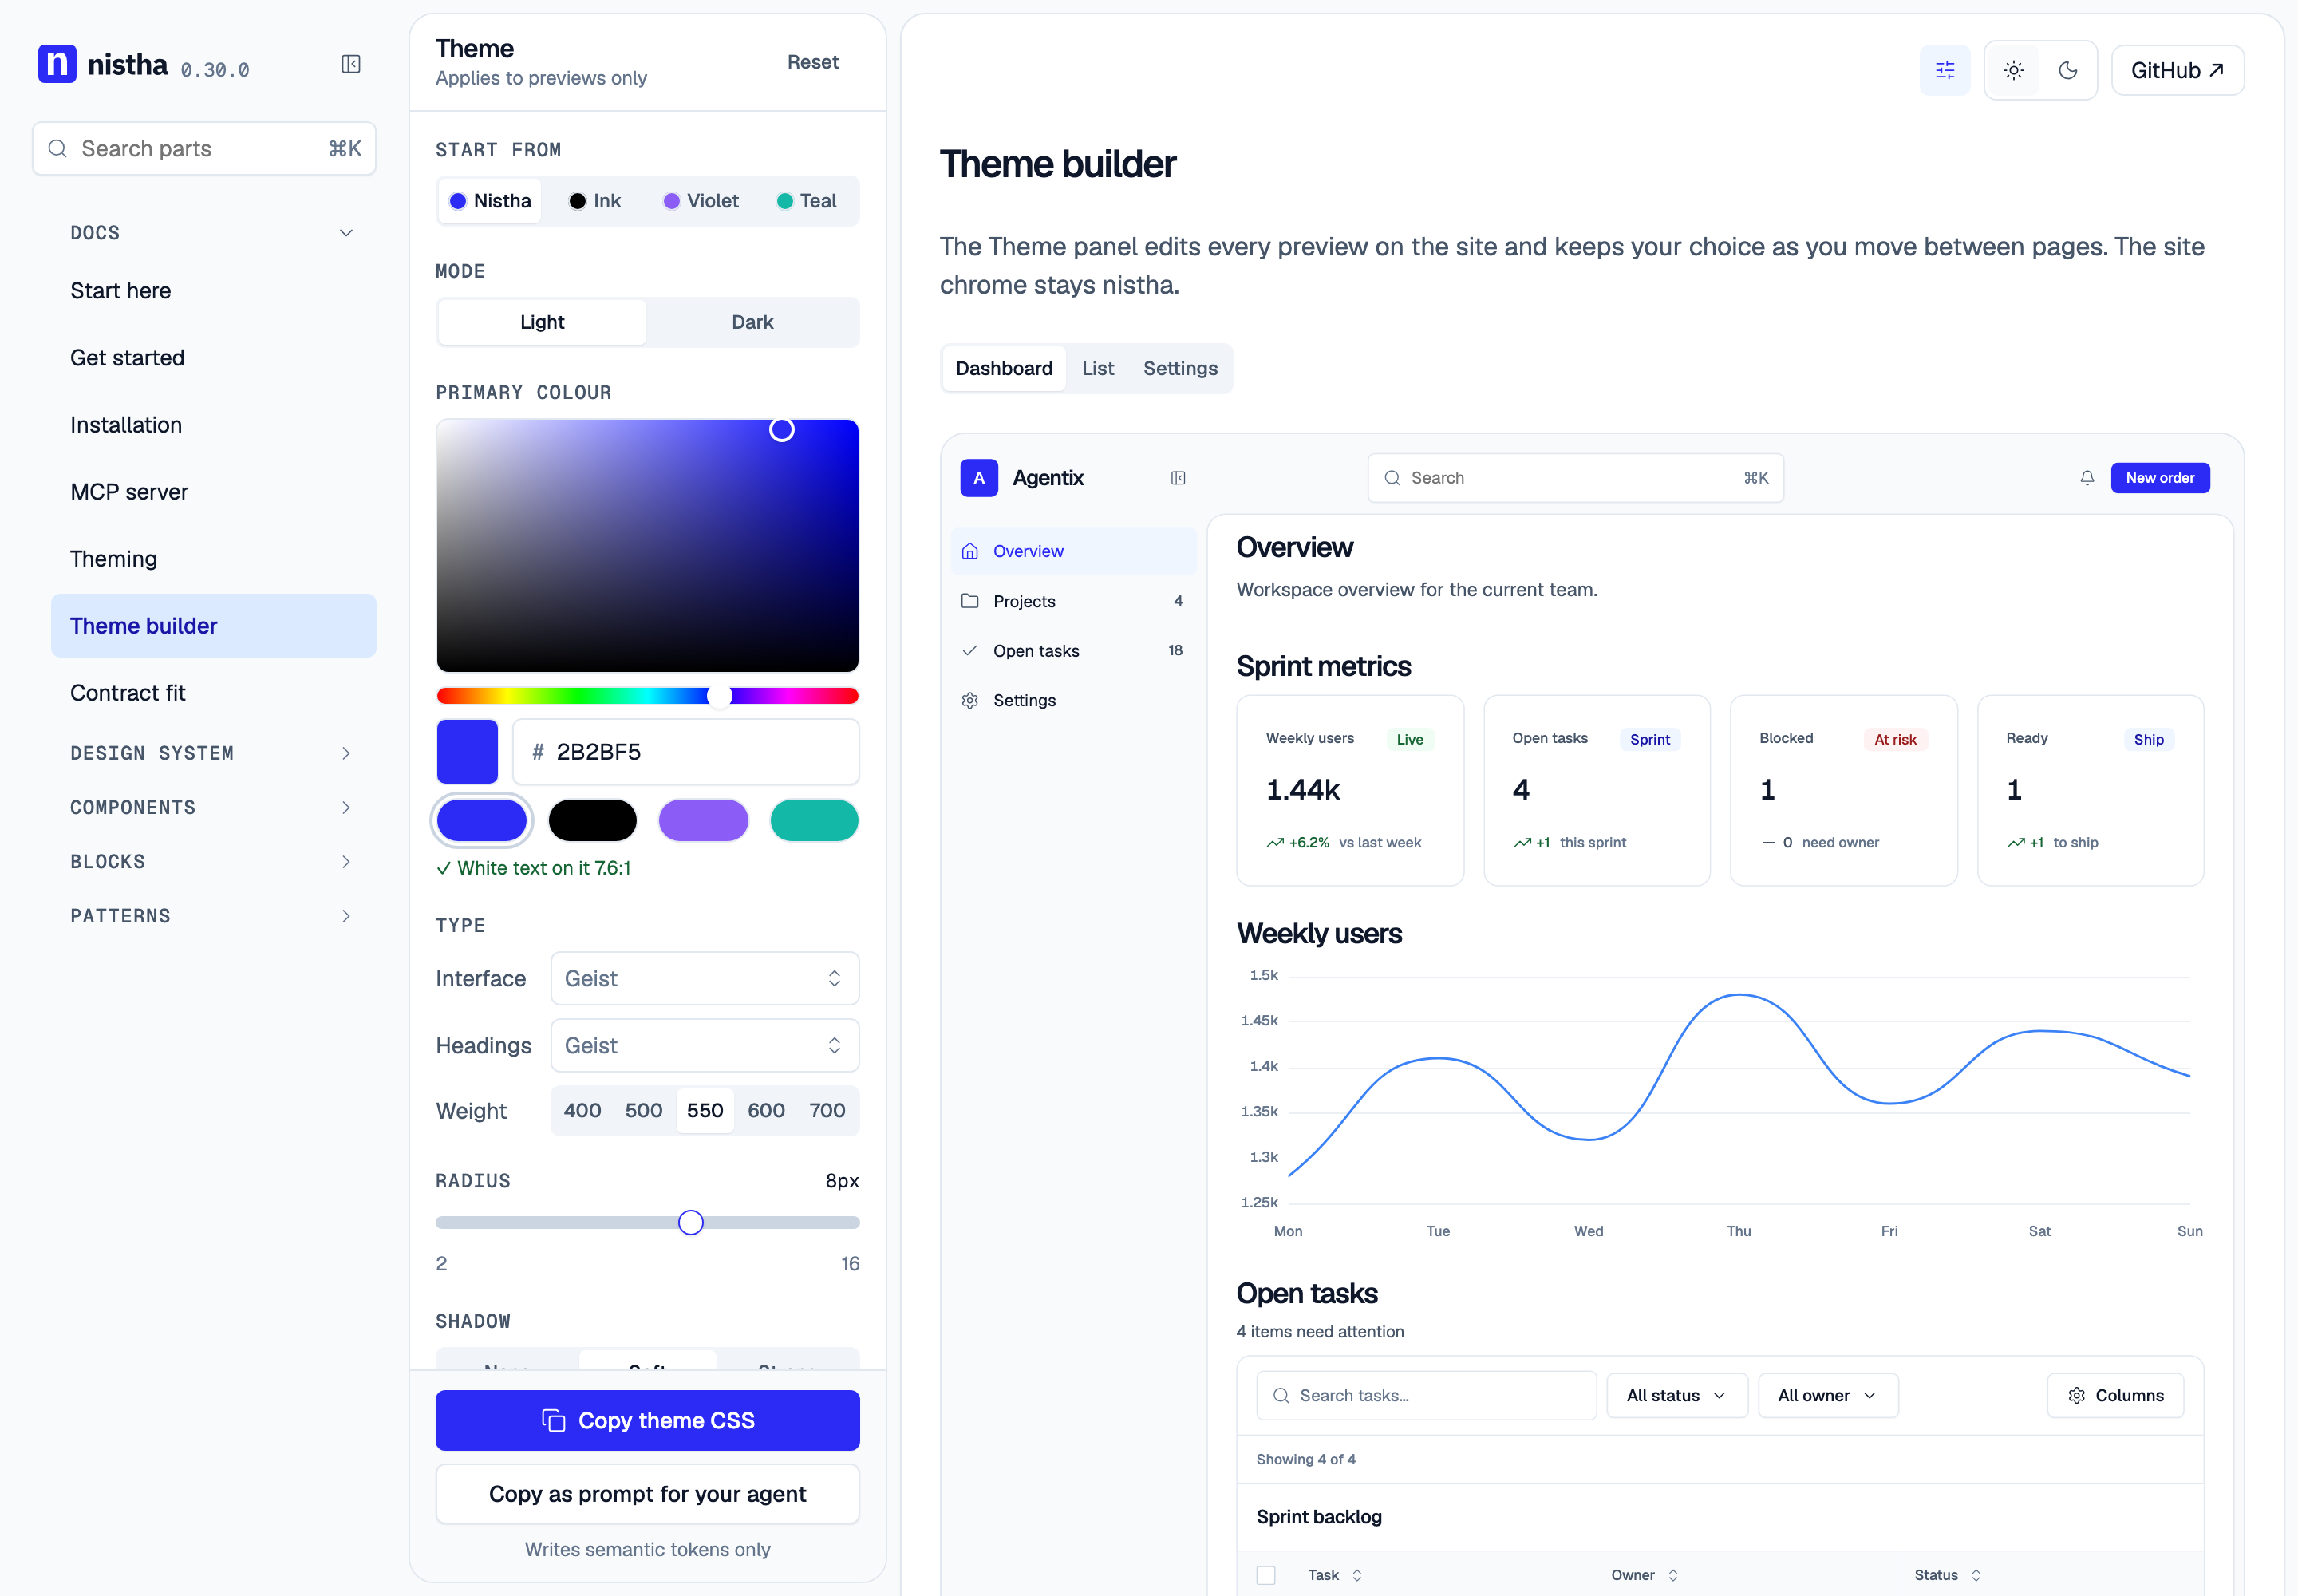 n nistha 0.30.0
Search parts ⌘K
DOCS
Start here
Get started
Installation
MCP server
Theming
Theme builder
Contract fit
DESIGN SYSTEM
COMPONENTS
BLOCKS
PATTERNS
Theme
Applies to previews only
Reset
START FROM
Nistha Ink Violet Teal
MODE
Light Dark
PRIMARY COLOUR
# 2B2BF5
White text on it 7.6:1
TYPE
Interface Geist
Headings Geist
Weight 400 500 550 600 700
RADIUS 8px
2 16
SHADOW
None Soft Strong
Copy theme CSS
Copy as prompt for your agent
Writes semantic tokens only
GitHub
Theme builder
The Theme panel edits every preview on the site and keeps your choice as you move between pages. The site
chrome stays nistha.
Dashboard List Settings
A Agentix
Search ⌘K
New order
Overview
Projects 4
Open tasks 18
Settings
Overview
Workspace overview for the current team.
Sprint metrics
Weekly users Live
1.44k
+6.2% vs last week
Open tasks Sprint
4
+1 this sprint
Blocked At risk
1
0 need owner
Ready Ship
1
+1 to ship
Weekly users
1.5k
1.45k
1.4k
1.35k
1.3k
1.25k
Mon Tue Wed Thu Fri Sat Sun
Open tasks
4 items need attention
Search tasks... All status All owner Columns
Showing 4 of 4
Sprint backlog
Task Owner Status